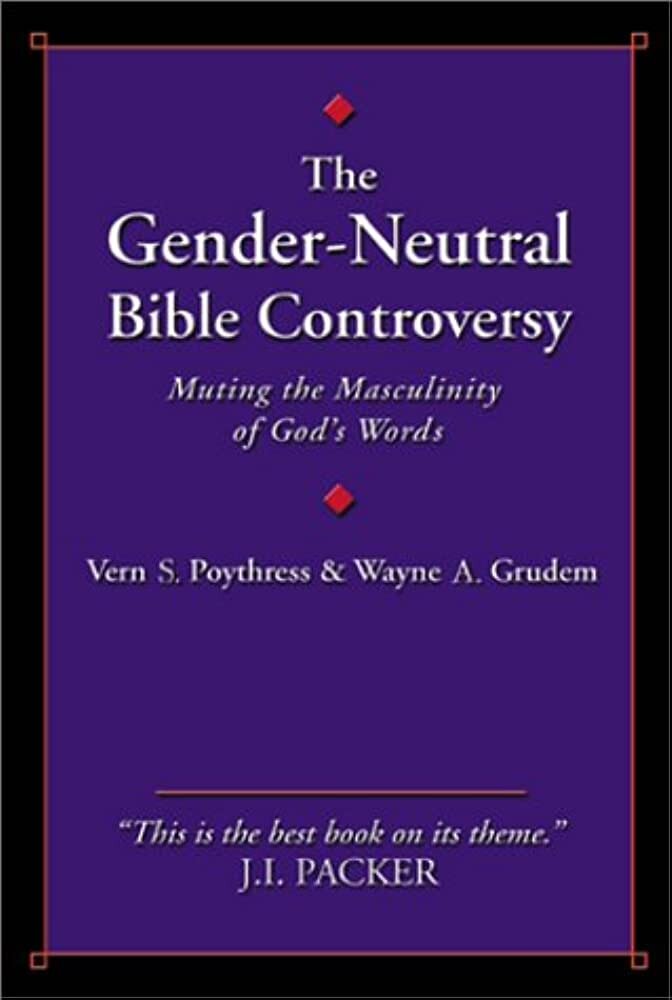 The
Gender-Neutral
Bible Controversy
Muting the Masculinity
of God's Words
Vern S. Poythress & Wayne A. Grudem
“This is the best book on its theme.”
J.I. PACKER